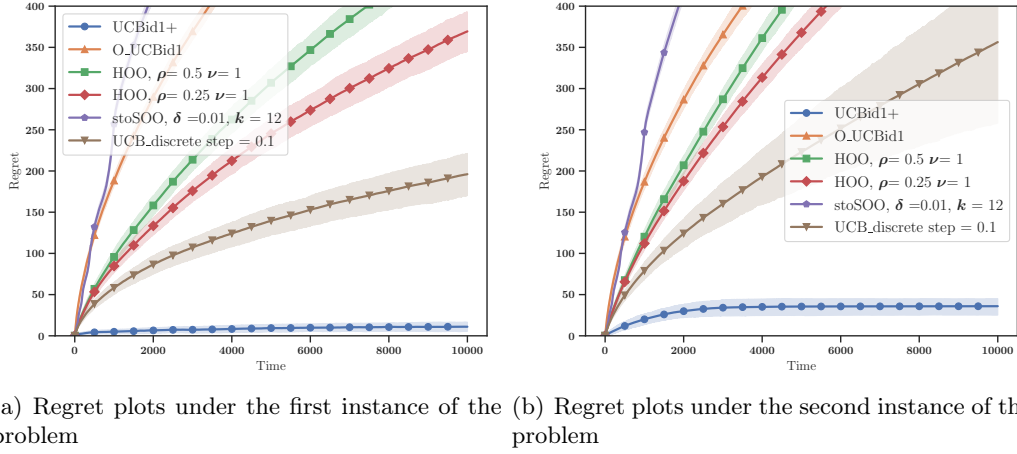 400
350
300
250
200
150
100
50
0
Regret
UCBid1+
O_UCBid1
HOO, ρ= 0.5 ν= 1
HOO, ρ= 0.25 ν= 1
stoSOO, δ =0.01, k = 12
UCB_discrete step = 0.1
0 2000 4000 6000 8000 10000
Time
400
350
300
250
200
150
100
50
0
Regret
UCBid1+
O_UCBid1
HOO, ρ= 0.5 ν= 1
HOO, ρ= 0.25 ν= 1
stoSOO, δ =0.01, k = 12
UCB_discrete step = 0.1
0 2000 4000 6000 8000 10000
Time
a) Regret plots under the first instance of the
problem
(b) Regret plots under the second instance of th
problem